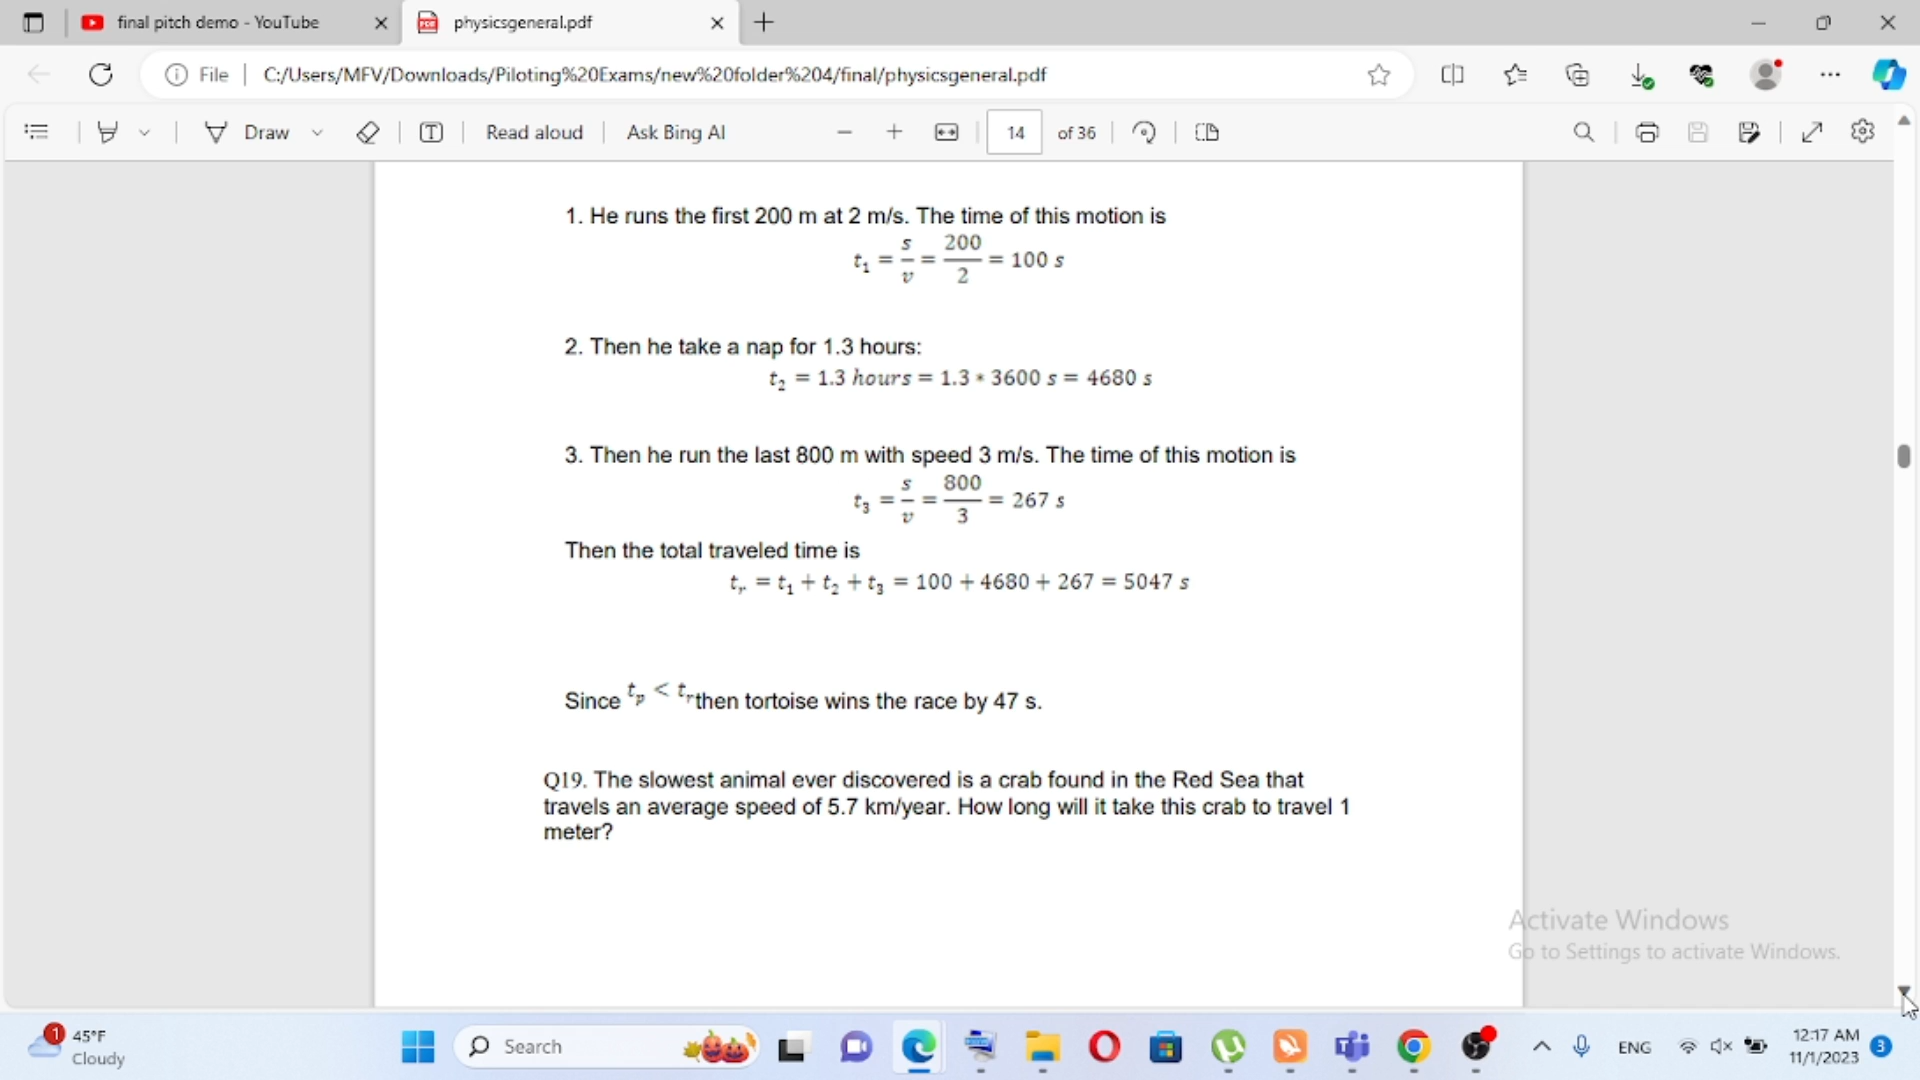 final pitch demo - YouTube
physicsgeneral.pdf
File
C:/Users/MFV/Downloads/Piloting%20Exams/new%20folder%204/final/physicsgeneral.pdf
Draw
Read aloud
Ask Bing AI
14
of 36
1. He runs the first 200 m at 2 m/s. The time of this motion is
t₁ = s/v = 200/2 = 100 s
2. Then he take a nap for 1.3 hours:
t₂ = 1.3 hours = 1.3 * 3600 s = 4680 s
3. Then he run the last 800 m with speed 3 m/s. The time of this motion is
t₃ = s/v = 800/3 = 267 s
Then the total traveled time is
tᵣ = t₁ + t₂ + t₃ = 100 + 4680 + 267 = 5047 s
Since tₚ < tᵣ then tortoise wins the race by 47 s.
Q19. The slowest animal ever discovered is a crab found in the Red Sea that
travels an average speed of 5.7 km/year. How long will it take this crab to travel 1
meter?
Activate Windows
Go to Settings to activate Windows.
1
45°F
Cloudy
Search
ENG
12:17 AM
11/1/2023
3